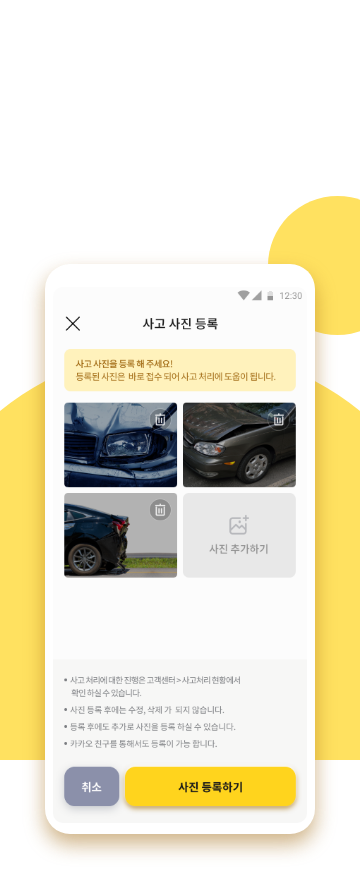 12:30
사고 사진 등록
사고 사진을 등록 해 주세요!
등록된 사진은 바로 접수 되어 사고 처리에 도움이 됩니다.
사진 추가하기
• 사고 처리에 대한 진행은 고객센터 > 사고처리 현황에서
확인 하실 수 있습니다.
• 사진 등록 후에는 수정, 삭제 가 되지 않습니다.
• 등록 후에도 추가로 사진을 등록 하실 수 있습니다.
• 카카오 친구를 통해서도 등록이 가능 합니다.
취소
사진 등록하기